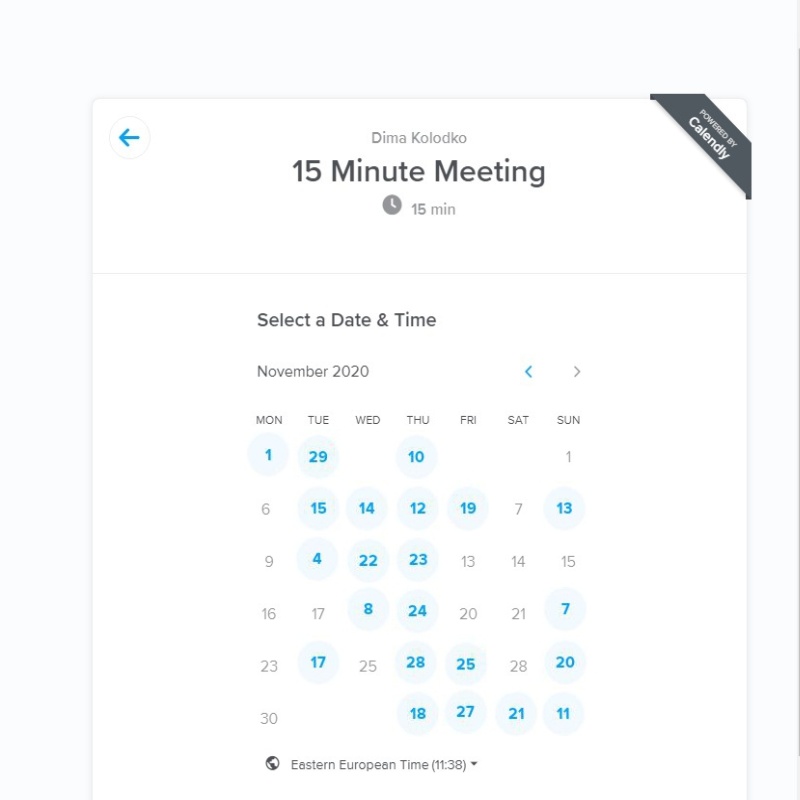 POWERED BY
Calendly
Dima Kolodko
15 Minute Meeting
15 min
Select a Date & Time
November 2020
MON TUE WED THU FRI SAT SUN
1 29 10 1
6 15 14 12 19 7 13
9 4 22 23 13 14 15
16 17 8 24 20 21 7
23 17 25 28 25 28 20
30 18 27 21 11
Eastern European Time (11:38)